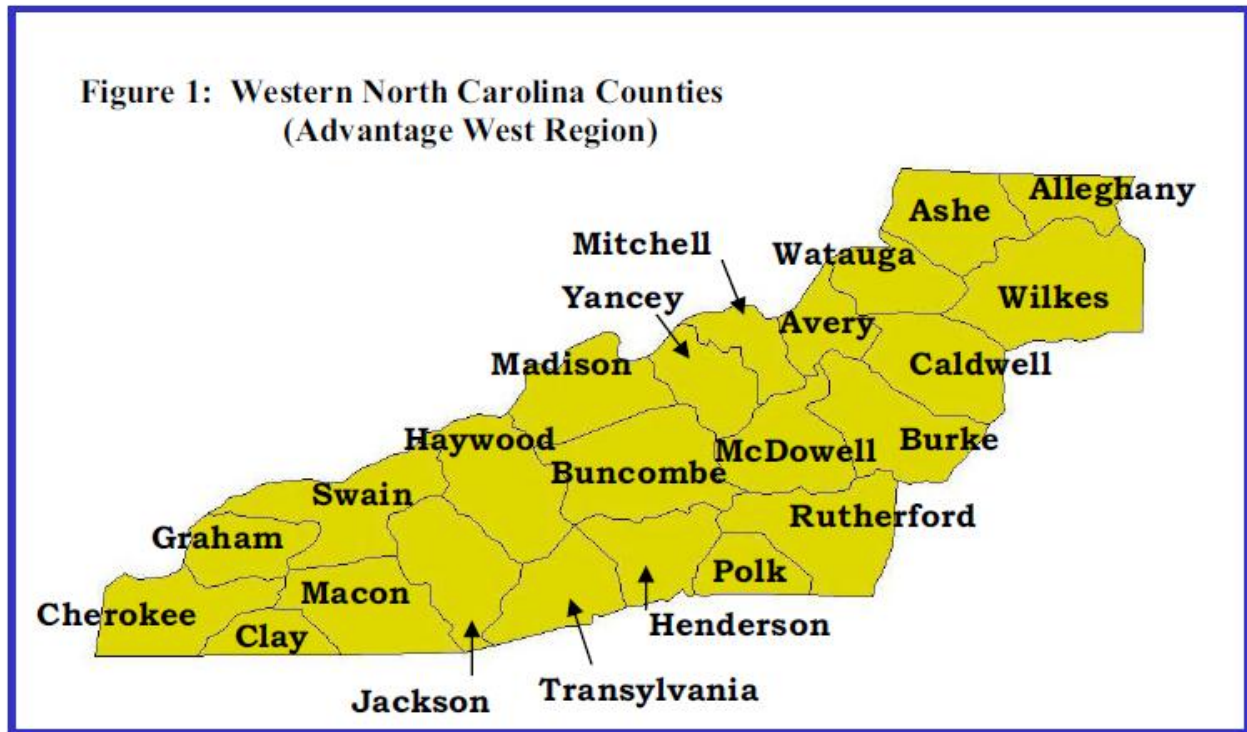 Figure 1: Western North Carolina Counties
(Advantage West Region)
Alleghany
Ashe
Mitchell
Watauga
Yancey
Wilkes
Avery
Madison
Caldwell
Haywood
McDowell
Burke
Buncombe
Swain
Rutherford
Graham
Polk
Macon
Cherokee
Henderson
Clay
Transylvania
Jackson